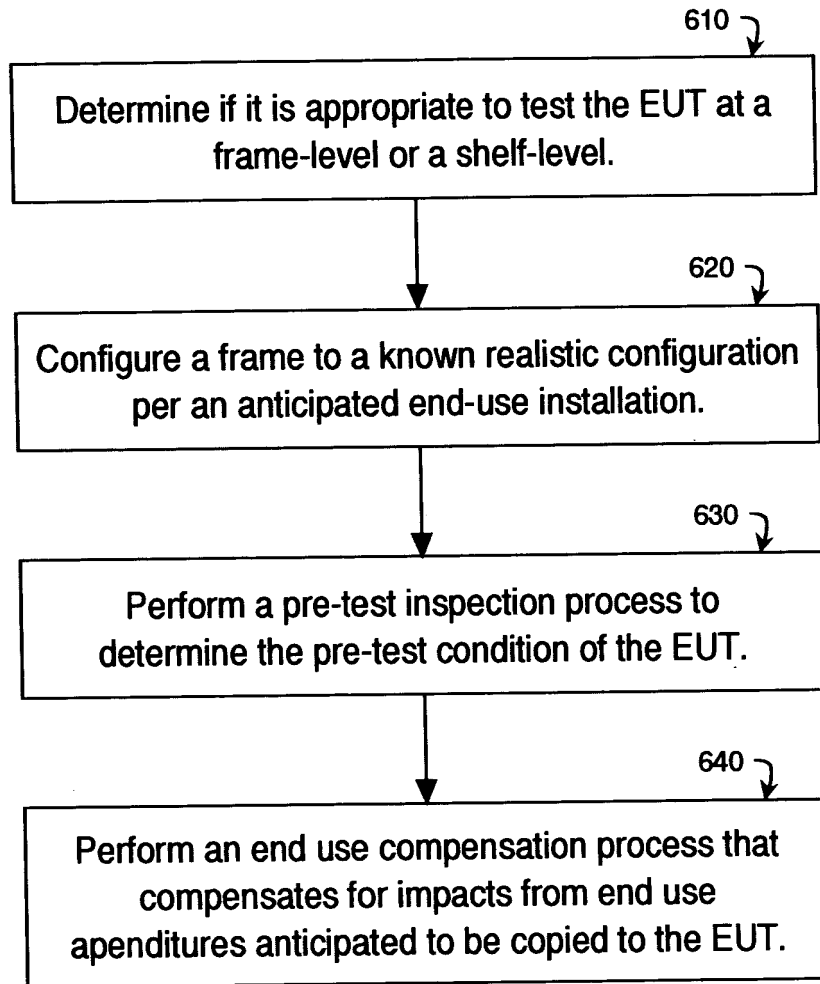 610
Determine if it is appropriate to test the EUT at a
frame-level or a shelf-level.
620
Configure a frame to a known realistic configuration
per an anticipated end-use installation.
630
Perform a pre-test inspection process to
determine the pre-test condition of the EUT.
640
Perform an end use compensation process that
compensates for impacts from end use
apenditures anticipated to be copied to the EUT.